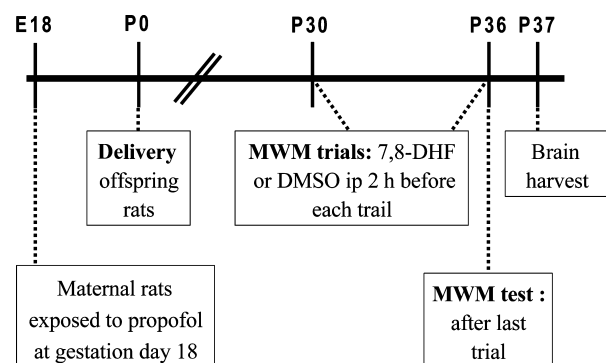 E18 P0 P30 P36 P37
Delivery
offspring
rats
MWM trials: 7,8-DHF
or DMSO ip 2 h before
each trail
Brain
harvest
Maternal rats
exposed to propofol
at gestation day 18
MWM test :
after last
trial